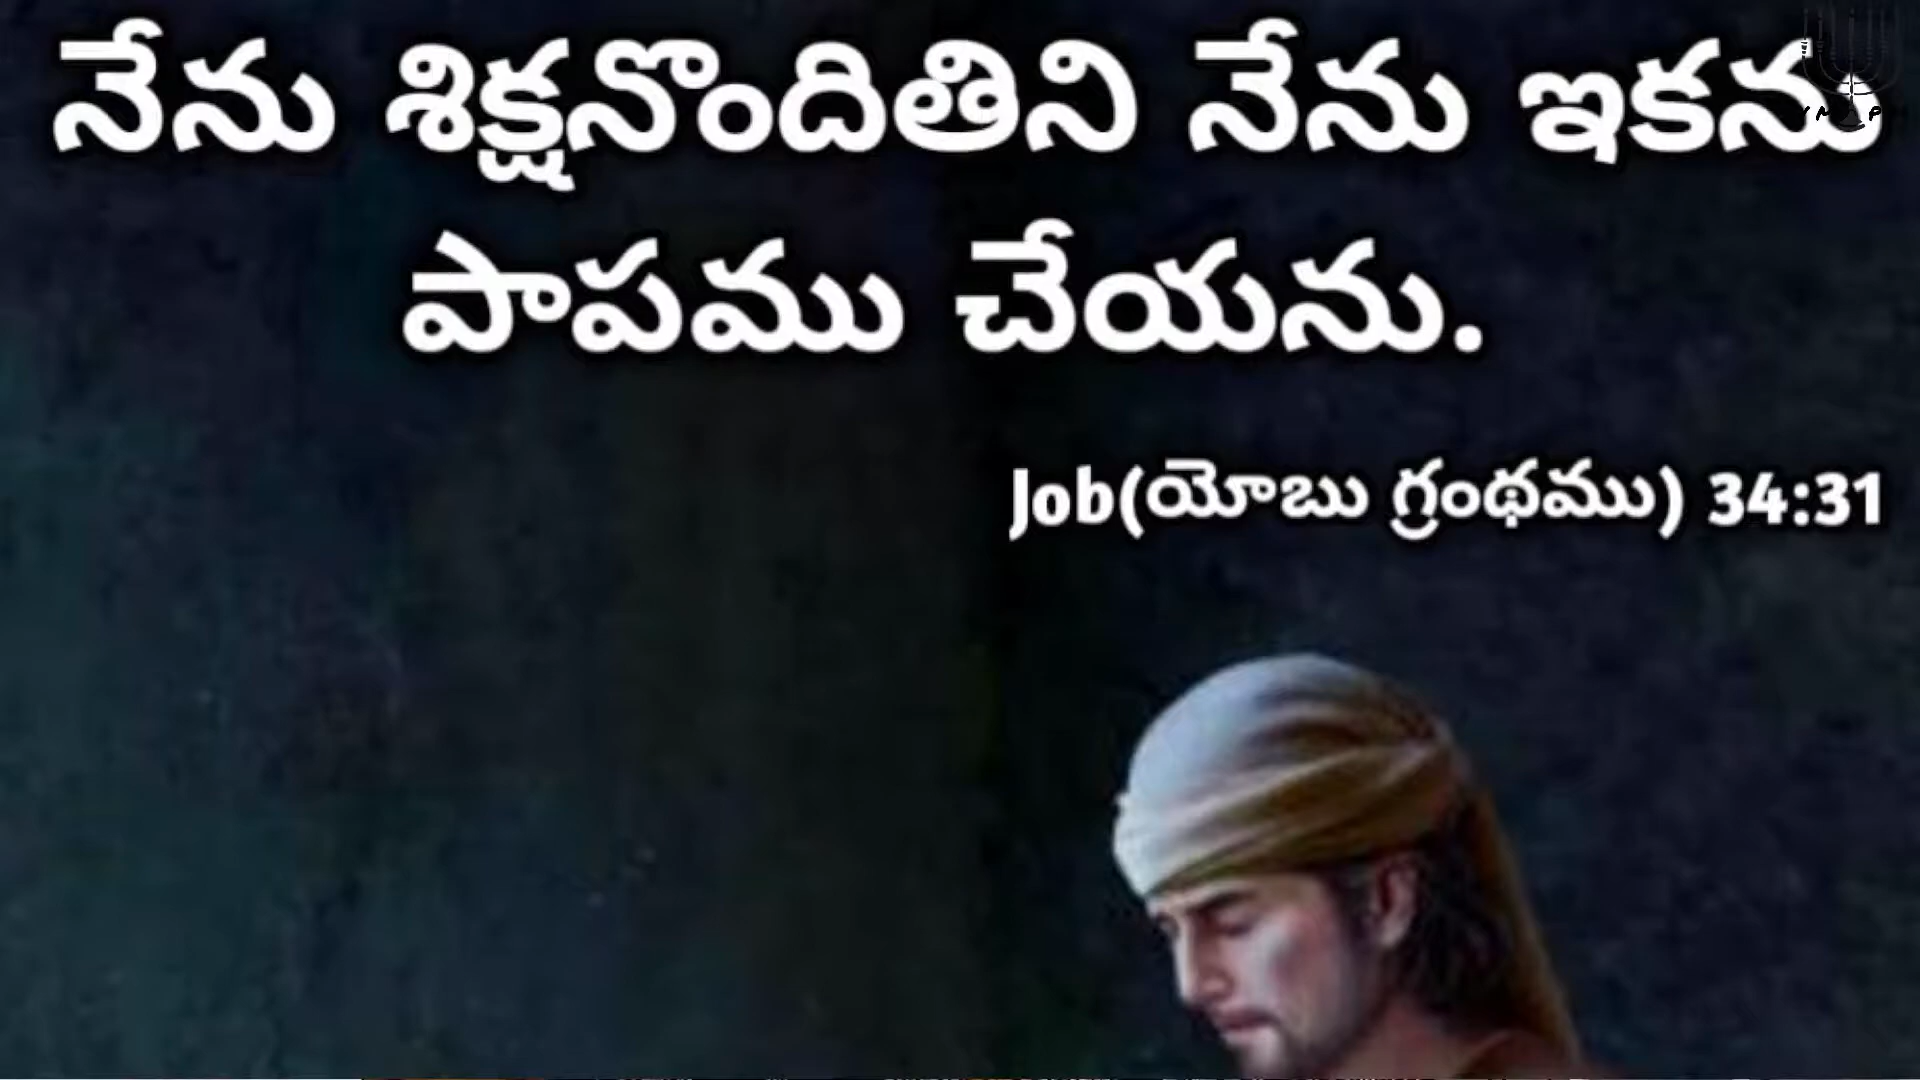 నేను శిక్షనొందితిని నేను ఇకను
పాపము చేయను.
Job(యోబు గ్రంథము) 34:31